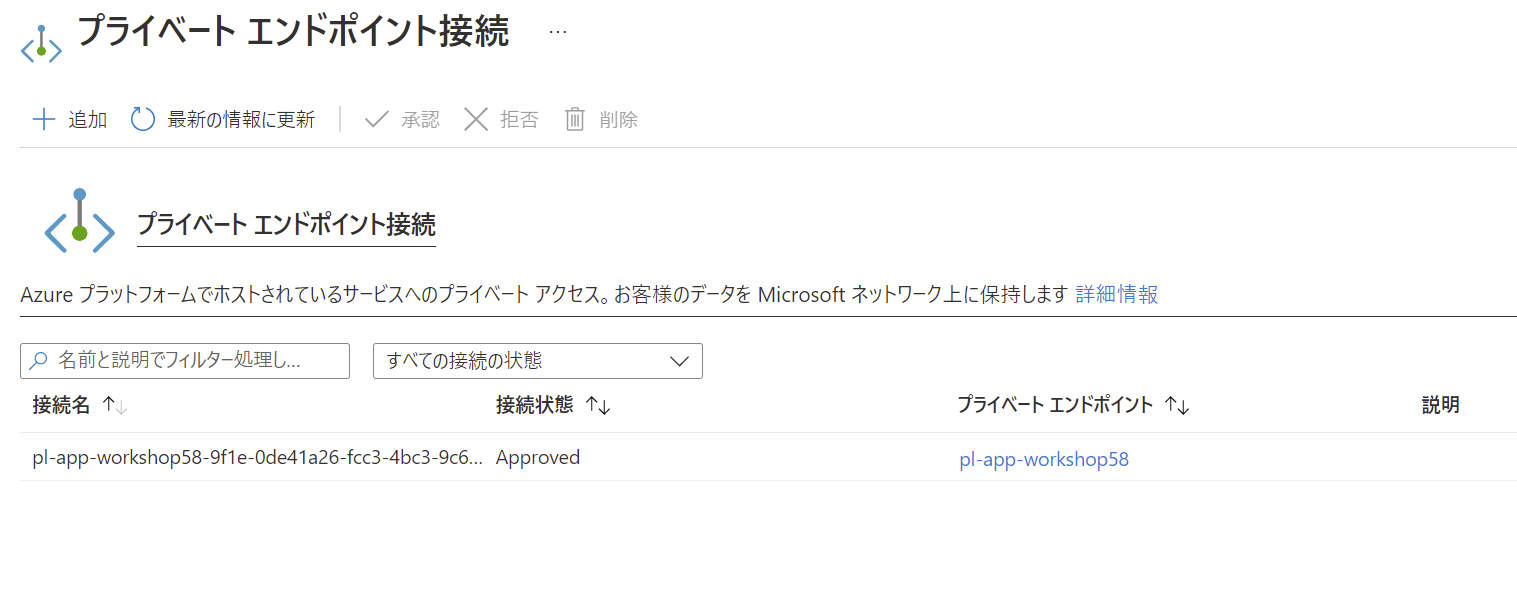 プライベート エンドポイント接続 …
追加 最新の情報に更新 承認 拒否 削除
プライベート エンドポイント接続
Azure プラットフォームでホストされているサービスへのプライベート アクセス。お客様のデータを Microsoft ネットワーク上に保持します 詳細情報
名前と説明でフィルター処理し... すべての接続の状態
接続名 接続状態 プライベート エンドポイント 説明
pl-app-workshop58-9f1e-0de41a26-fcc3-4bc3-9c6... Approved pl-app-workshop58